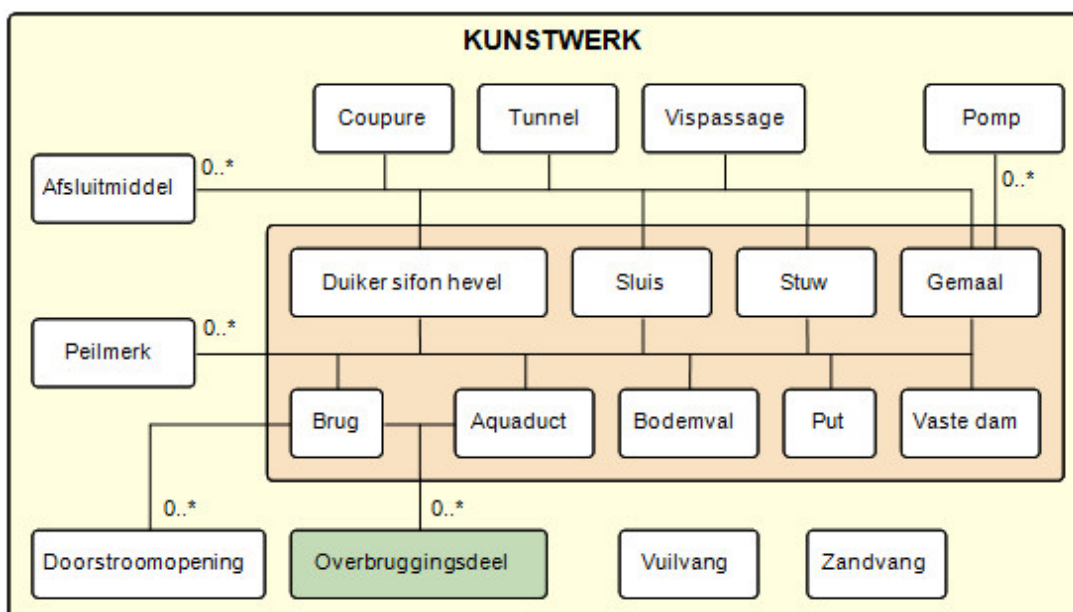 KUNSTWERK
Coupure
Tunnel
Vispassage
Pomp
Afsluitmiddel
0..*
0..*
Duiker sifon hevel
Sluis
Stuw
Gemaal
Peilmerk
0..*
Brug
Aquaduct
Bodemval
Put
Vaste dam
0..*
0..*
Doorstroomopening
Overbruggingsdeel
Vuilvang
Zandvang